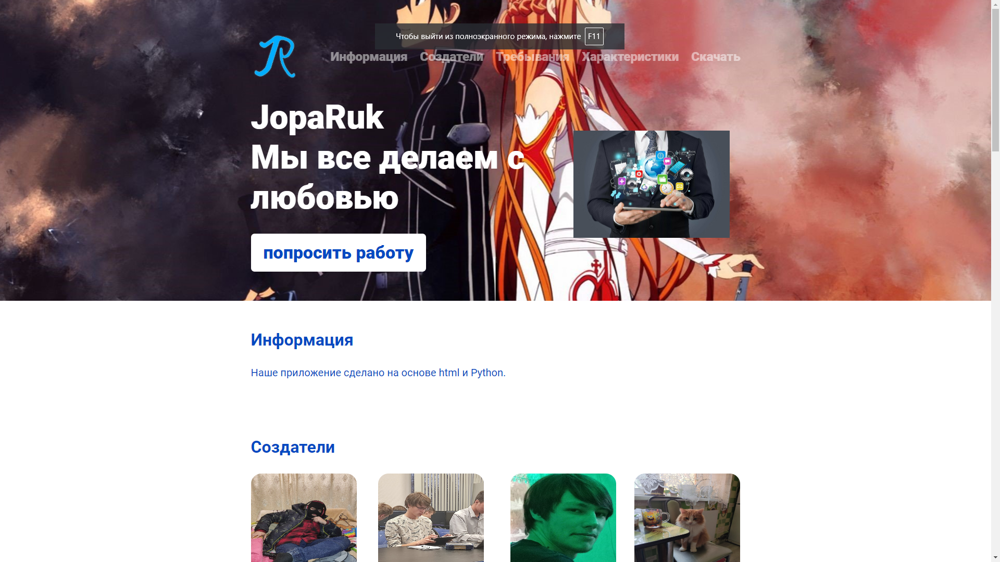 Чтобы выйти из полноэкранного режима, нажмите F11
JR
Информация Создатели Требывания Характеристики Скачать
JopaRuk
Мы все делаем с
любовью
попросить работу
Информация
Наше приложение сделано на основе html и Python.
Создатели